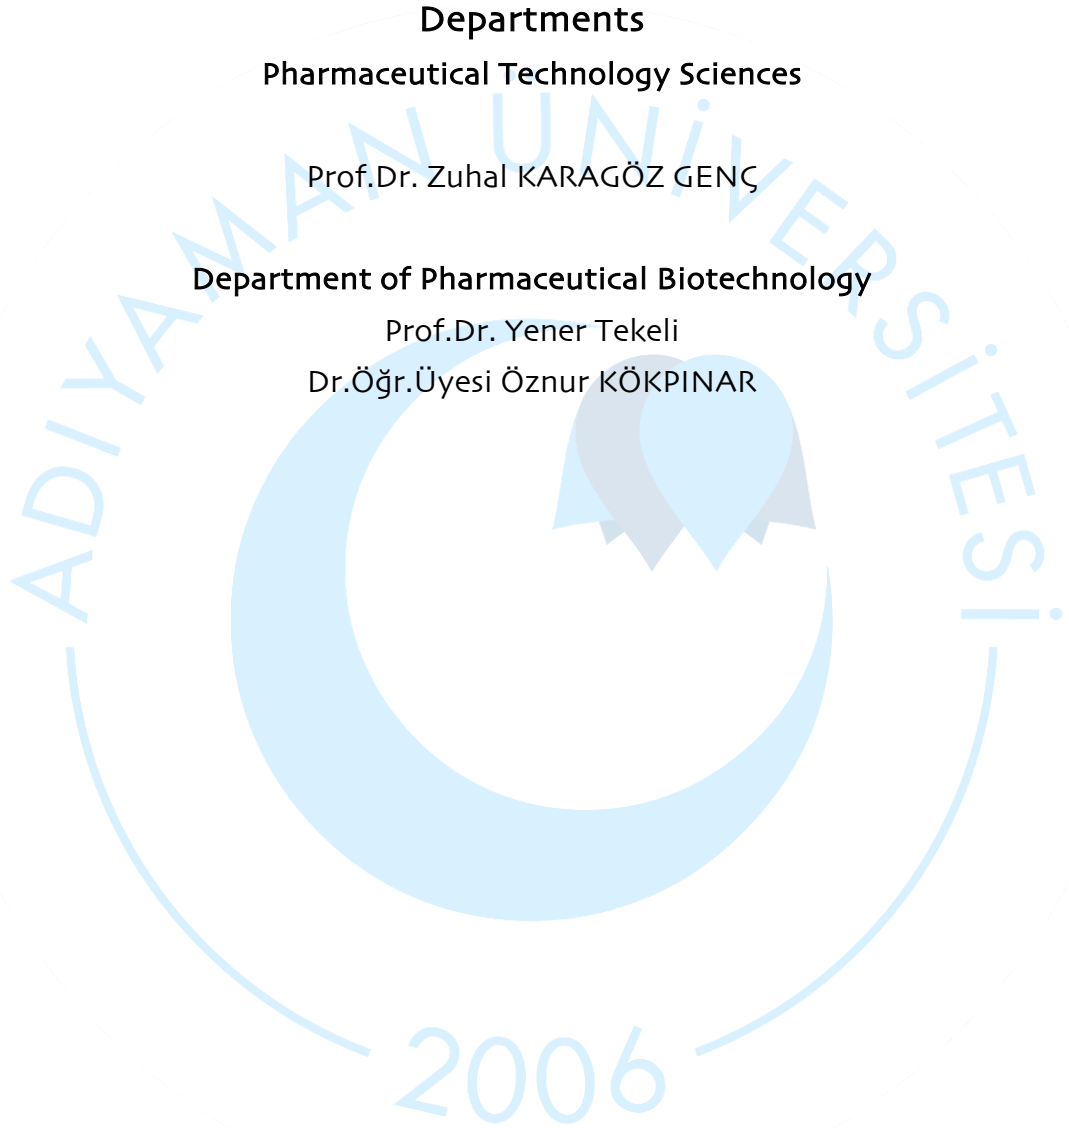 Departments
Pharmaceutical Technology Sciences
Prof.Dr. Zuhal KARAGÖZ GENÇ
Department of Pharmaceutical Biotechnology
Prof.Dr. Yener Tekeli
Dr.Öğr.Üyesi Öznur KÖKPINAR
ADIYAMAN ÜNİVERSİTESİ
2006